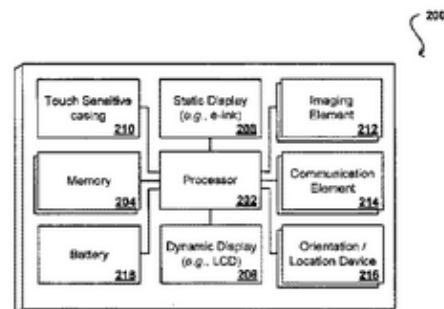 200
Touch Sensitive
casing
210
Static Display
(e.g., e-ink)
208
Imaging
Element
212
Memory
204
Processor
202
Communication
Element
214
Battery
218
Dynamic Display
(e.g., LCD)
206
Orientation /
Location Device
216